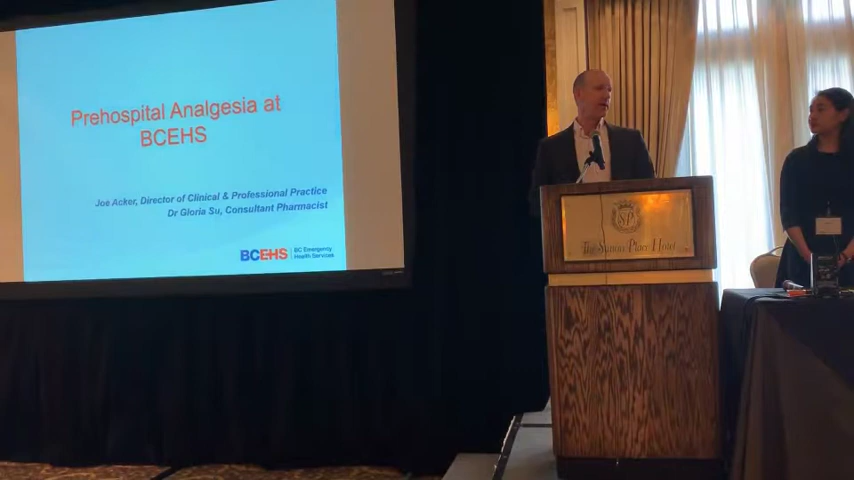 Prehospital Analgesia at
BCEHS
Joe Acker, Director of Clinical & Professional Practice
Dr Gloria Su, Consultant Pharmacist
BCEHS BC Emergency
Health Services
SP
The Sutton Place Hotel